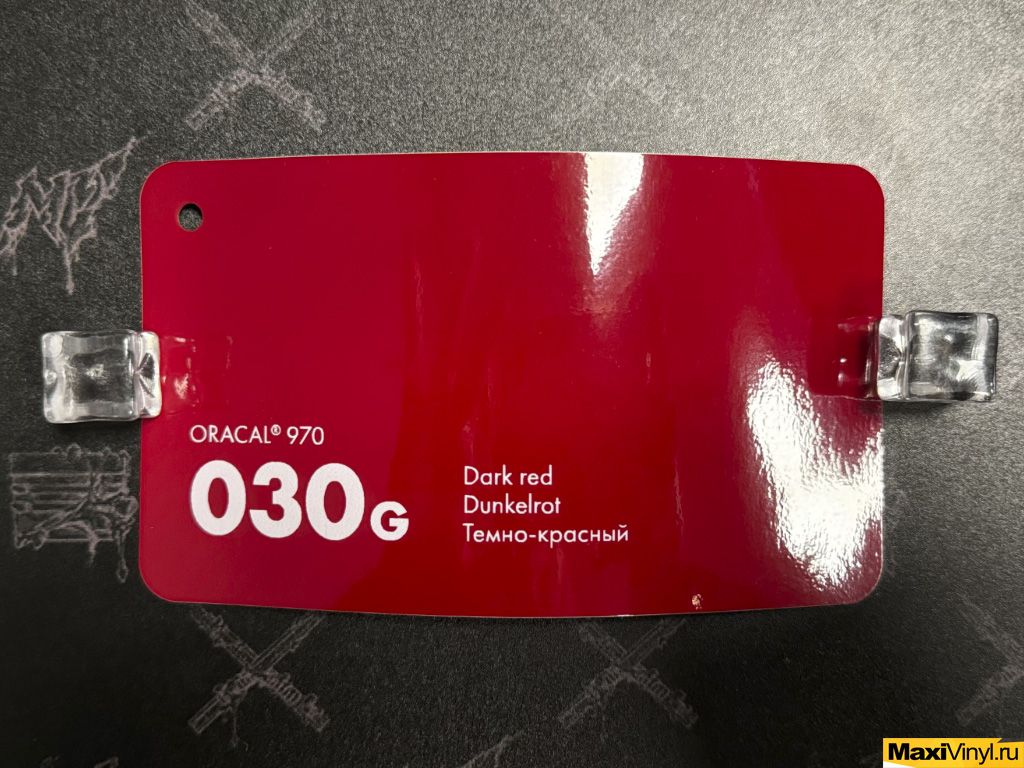 ORACAL® 970
030G
Dark red
Dunkelrot
Темно-красный
MaxiVinyl.ru